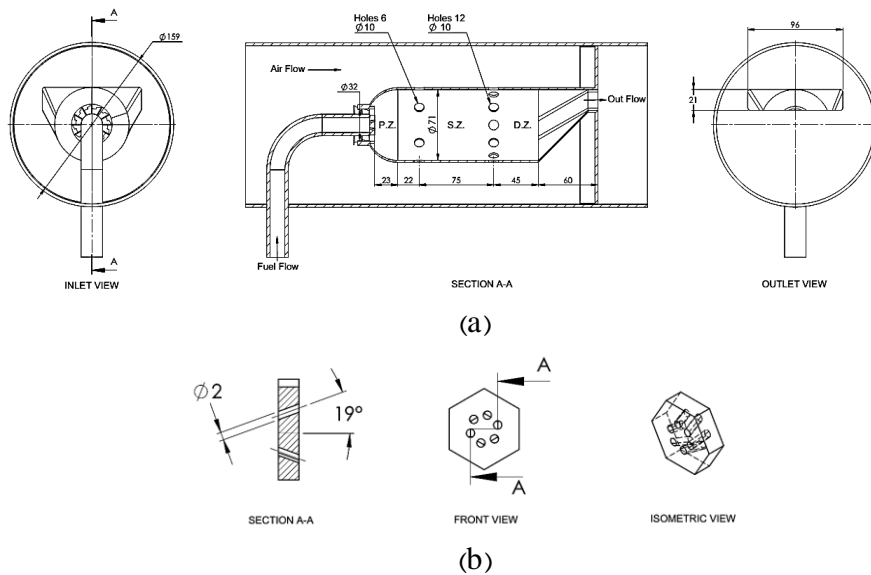 A
Ø159
A
INLET VIEW
Holes 6
Ø10
Holes 12
Ø 10
Air Flow
Ø32
Out Flow
P.Z.
Ø71
S.Z.
D.Z.
23
22
75
45
60
Fuel Flow
SECTION A-A
96
21
OUTLET VIEW
(a)
Ø2
19°
SECTION A-A
A
A
FRONT VIEW
ISOMETRIC VIEW
(b)